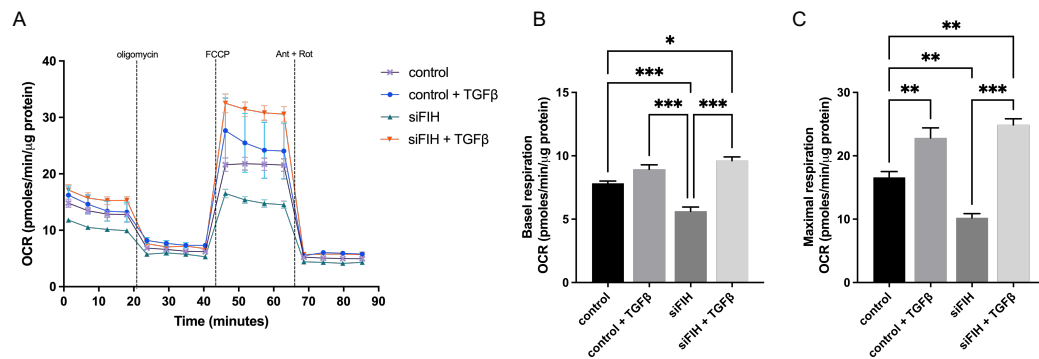 A
oligomycin
FCCP
Ant + Rot
control
control + TGFβ
siFIH
siFIH + TGFβ
OCR (pmoles/min/μg protein)
40
30
20
10
0
0 10 20 30 40 50 60 70 80 90
Time (minutes)
B
*
***
*** ***
Basel respiration
OCR (pmoles/min/μg protein)
15
10
5
0
control
control + TGFβ
siFIH
siFIH + TGFβ
C
**
**
** ***
Maximal respiration
OCR (pmoles/min/μg protein)
30
20
10
0
control
control + TGFβ
siFIH
siFIH + TGFβ